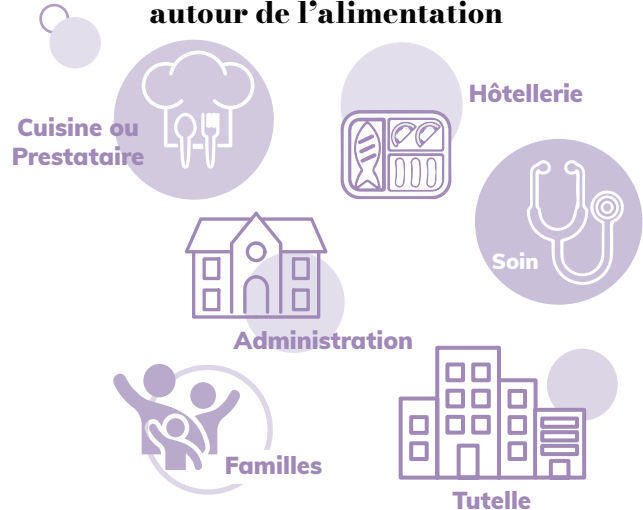 autour de l’alimentation
Hôtellerie
Cuisine ou
Prestataire
Soin
Administration
Familles
Tutelle